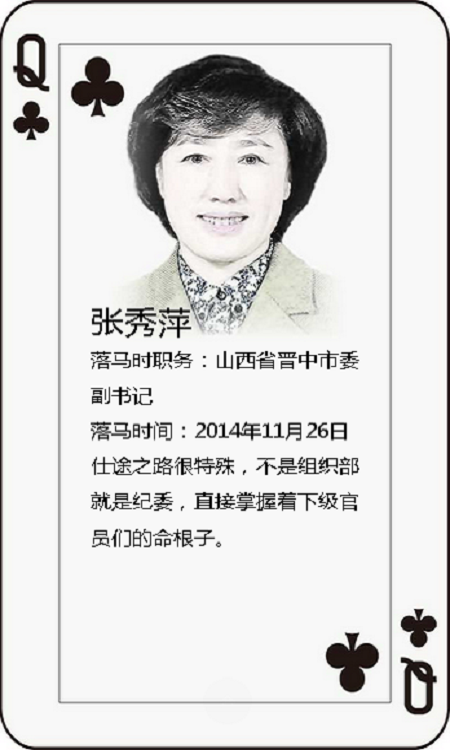 Q
张秀萍
落马时职务：山西省晋中市委
副书记
落马时间：2014年11月26日
仕途之路很特殊，不是组织部
就是纪委，直接掌握着下级官
员们的命根子。
Q